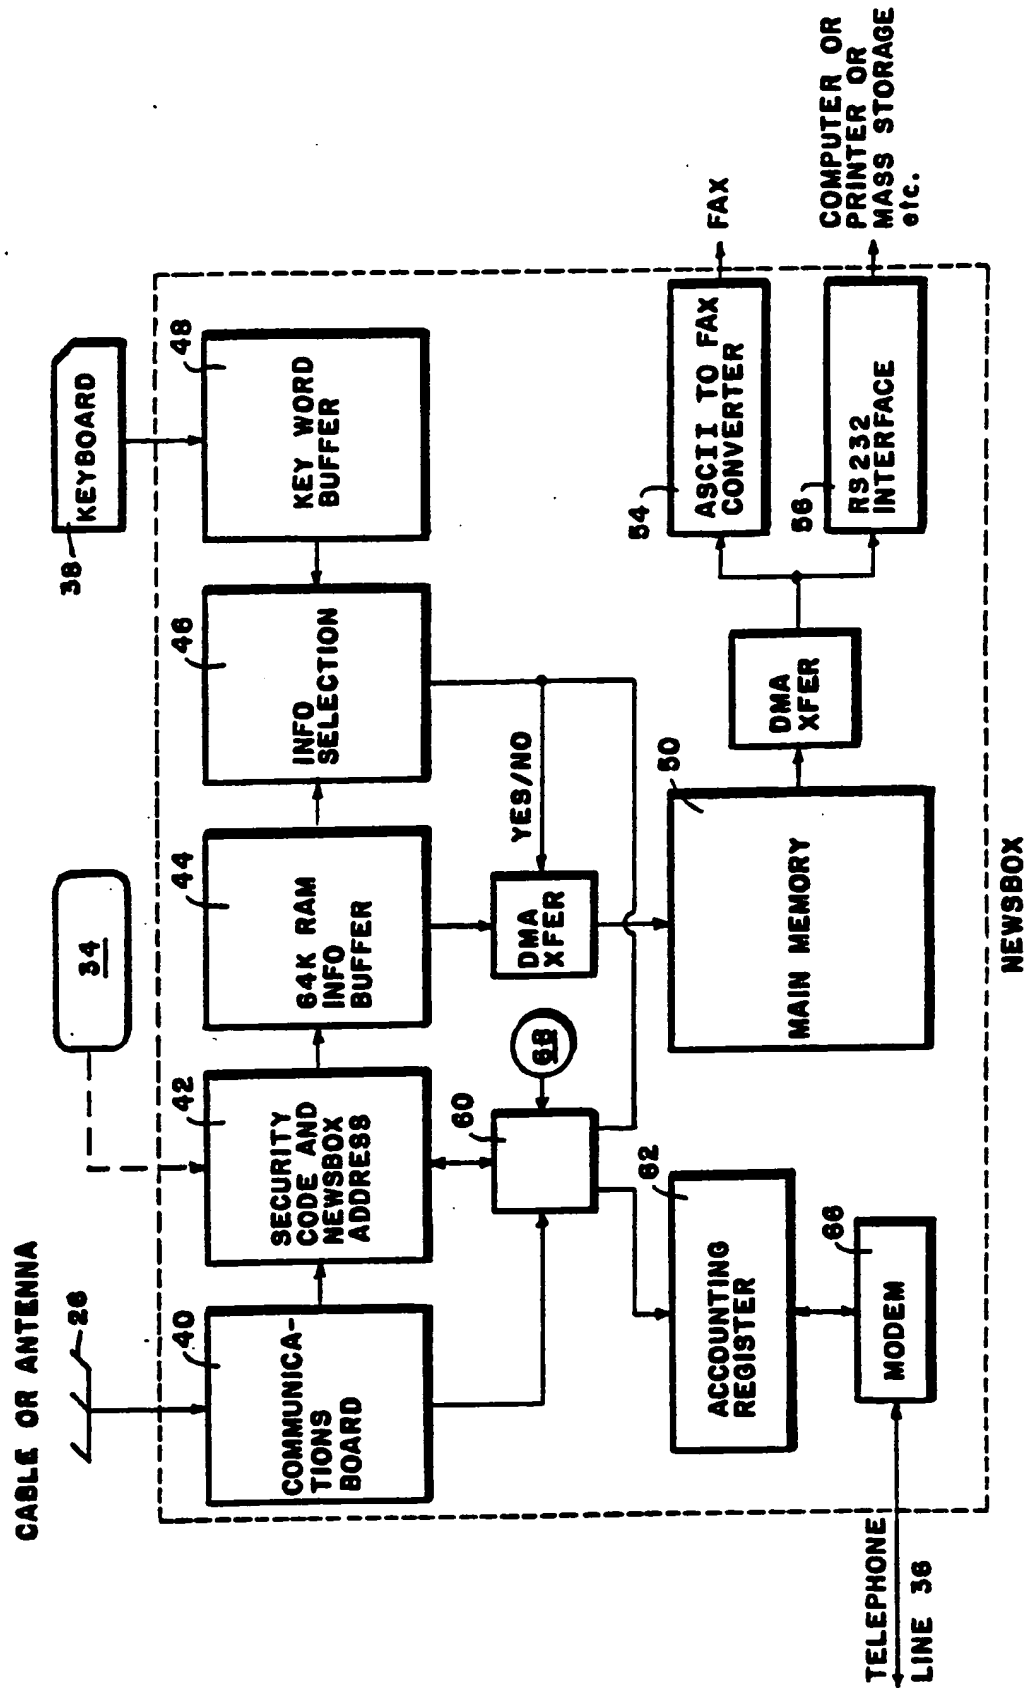 CABLE OR ANTENNA
26
34
38
KEYBOARD
40
COMMUNICA-
TIONS
BOARD
42
SECURITY
CODE AND
NEWSBOX
ADDRESS
44
64K RAM
INFO
BUFFER
46
INFO
SELECTION
48
KEY WORD
BUFFER
60
68
DMA
XFER
YES/NO
62
ACCOUNTING
REGISTER
50
MAIN MEMORY
DMA
XFER
54
ASCII TO FAX
CONVERTER
FAX
66
MODEM
56
RS232
INTERFACE
COMPUTER OR
PRINTER OR
MASS STORAGE
etc.
TELEPHONE
LINE 36
NEWSBOX